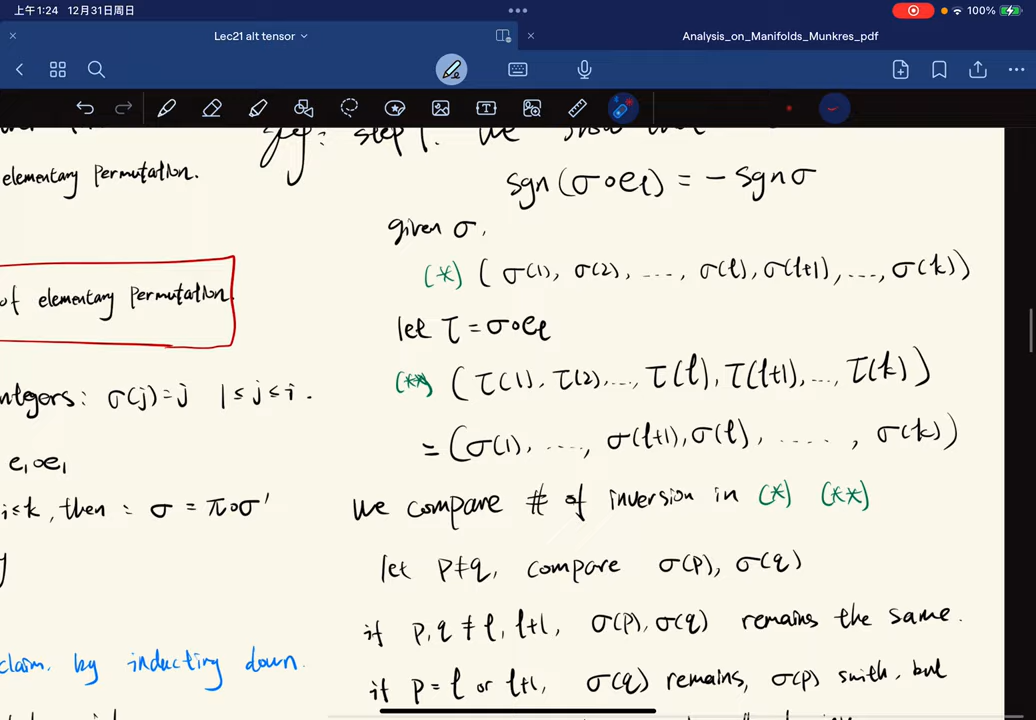 上午1:24 12月31日周日
100%
Lec21 alt tensor
Analysis_on_Manifolds_Munkres_pdf
elementary permutation.
step 1. We show that
sgn(σ∘eℓ) = - sgn σ
given σ,
(*) (σ(1), σ(2), ...., σ(ℓ), σ(ℓ+1), ..., σ(k))
of elementary permutation
let τ = σ∘eℓ
(**) (τ(1), τ(2), ..., τ(ℓ), τ(ℓ+1), ..., τ(k))
integers: σ(j)=j 1≤j≤i.
= (σ(1), ...., σ(ℓ+1), σ(ℓ), ....., σ(k))
e₁∘e₁
We compare # of inversion in (*) (**)
i≤k, then : σ = π∘σ'
let p≠q, compare σ(p), σ(q)
if p,q ≠ ℓ, ℓ+1, σ(p), σ(q) remains the same.
claim. by inducting down.
if p = ℓ or ℓ+1, σ(q) remains, σ(p) swith, but